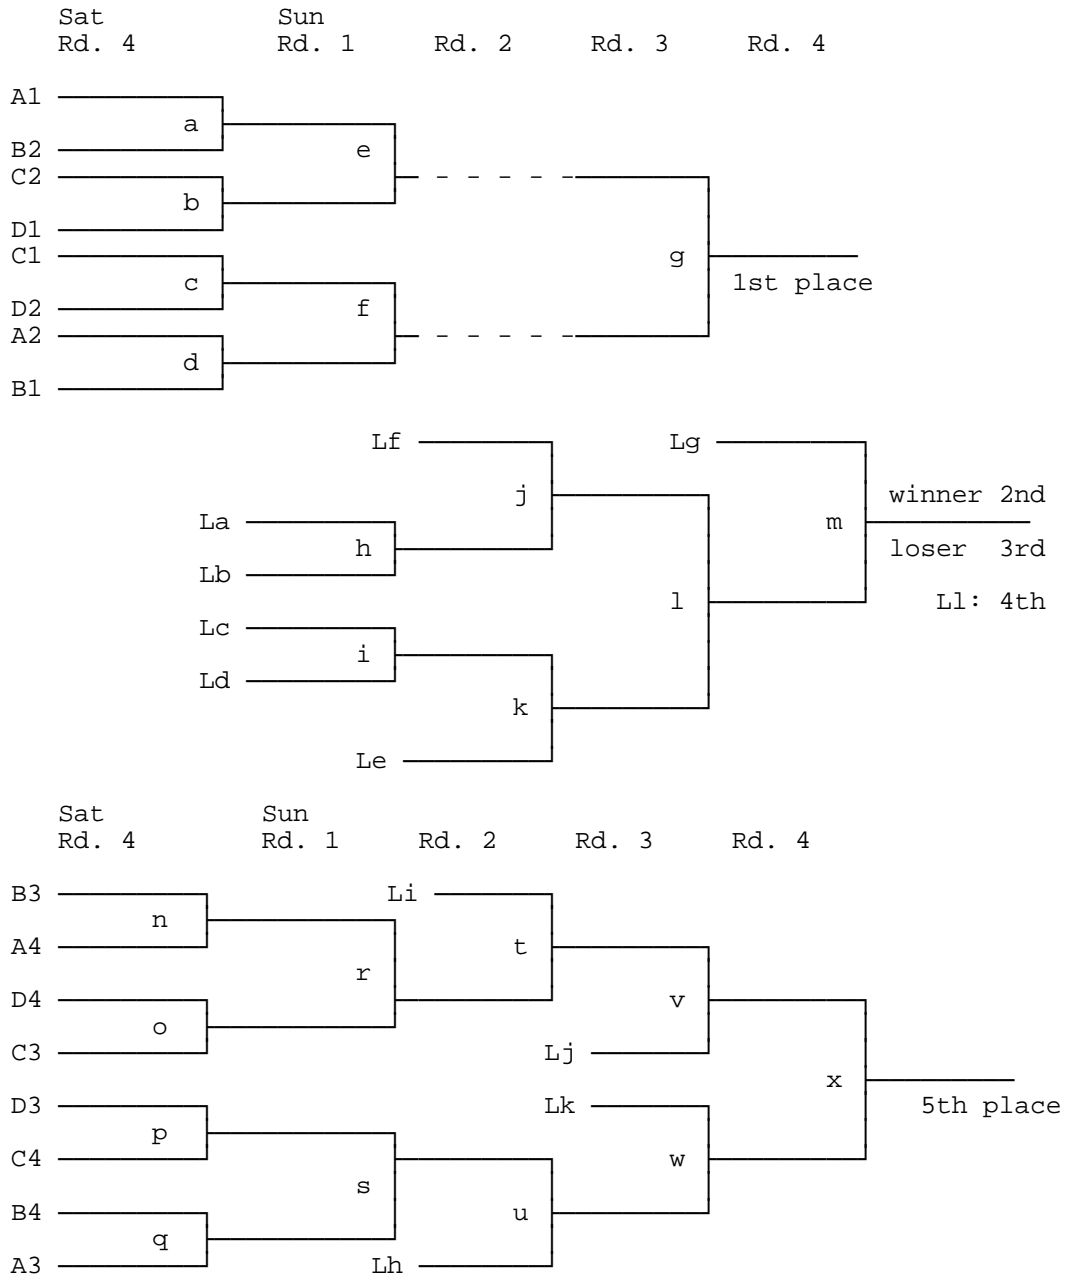 Sat Sun
Rd. 4 Rd. 1 Rd. 2 Rd. 3 Rd. 4
A1
a
B2 e
C2
b
D1
C1 g
c 1st place
D2 f
A2
d
B1
Lf Lg
j winner 2nd
La m
h loser 3rd
Lb
l Ll: 4th
Lc
i
Ld
k
Le
Sat Sun
Rd. 4 Rd. 1 Rd. 2 Rd. 3 Rd. 4
B3 Li
n
A4 t
r
D4 v
o
C3 Lj
x
D3 Lk 5th place
p
C4 w
s
B4 u
q
A3 Lh